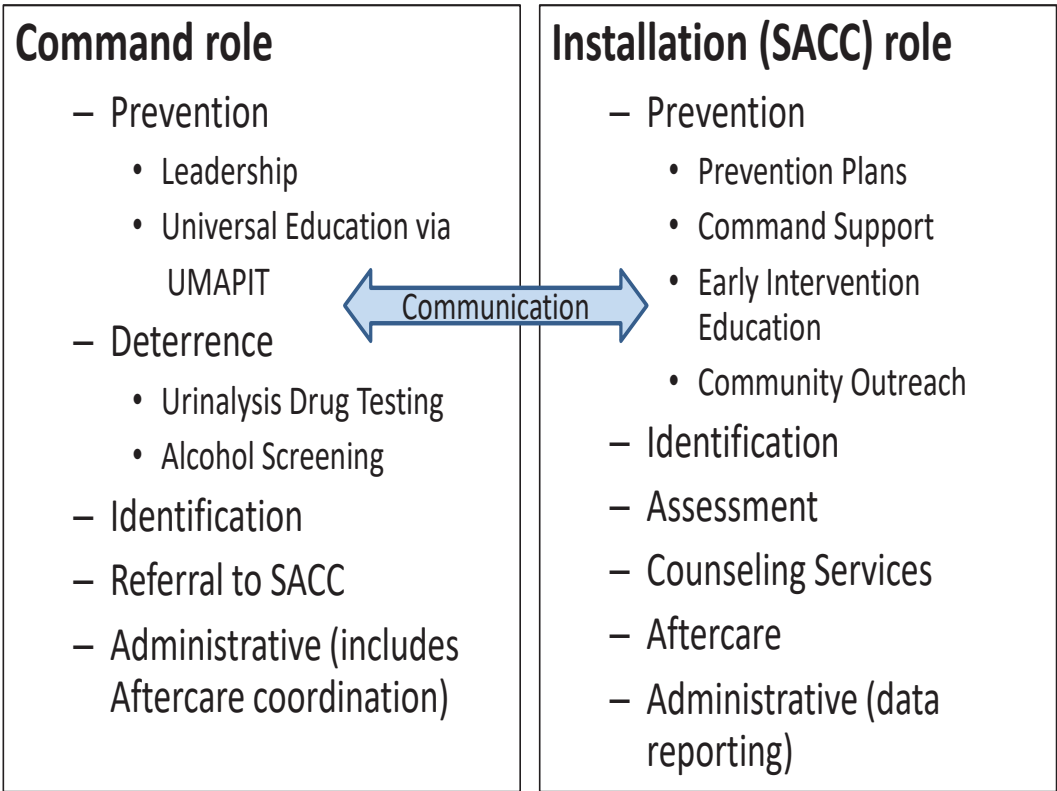 Command role
– Prevention
• Leadership
• Universal Education via
UMAPIT
– Deterrence
• Urinalysis Drug Testing
• Alcohol Screening
– Identification
– Referral to SACC
– Administrative (includes
Aftercare coordination)
Communication
Installation (SACC) role
– Prevention
• Prevention Plans
• Command Support
• Early Intervention
Education
• Community Outreach
– Identification
– Assessment
– Counseling Services
– Aftercare
– Administrative (data
reporting)